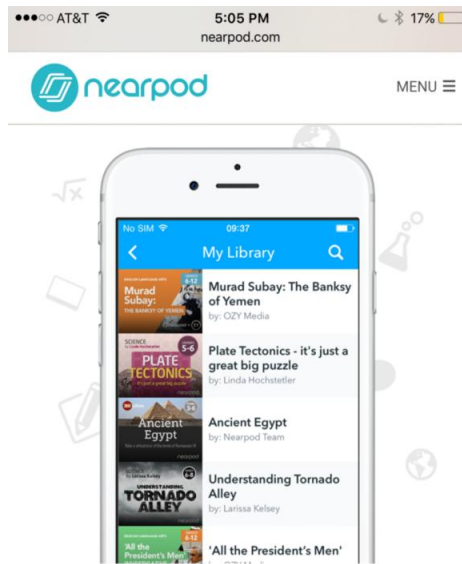 AT&T 5:05 PM 17%
nearpod.com
nearpod MENU
√x
No SIM 09:37
My Library
Murad
Subay:
THE BANKSY OF YEMEN
6-12
Murad Subay: The Banksy
of Yemen
by: OZY Media
SCIENCE
5-6
PLATE
TECTONICS
it's just a great big puzzle
Plate Tectonics - it's just a
great big puzzle
by: Linda Hochstetler
Ancient
Egypt
Ancient Egypt
by: Nearpod Team
by Larissa Kelsey
UNDERSTANDING
TORNADO
ALLEY
Understanding Tornado
Alley
by: Larissa Kelsey
6-12
'All the
President's Men'
'All the President's Men'